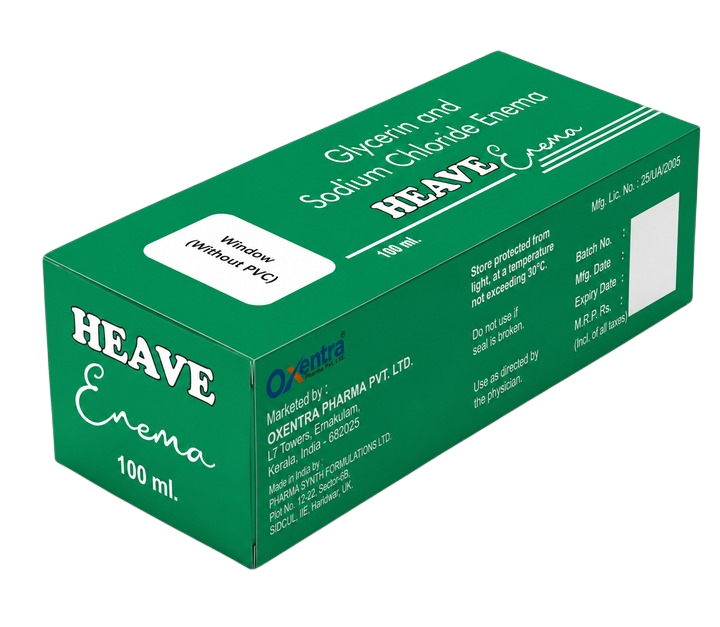 Glycerin and
Sodium Chloride Enema
HEAVE Enema
100 ml.
Window
(Without PVC)
HEAVE
Enema
100 ml.
Oxentra®
Pharma Pvt. Ltd.
Marketed by :
OXENTRA PHARMA PVT. LTD.
L7 Towers, Ernakulam,
Kerala, India - 682025
Made in India by :
PHARMA SYNTH FORMULATIONS LTD.
Plot No. 12-22, Sector-6B,
SIDCUL, IIE, Haridwar, UK.
Store protected from
light, at a temperature
not exceeding 30°C.
Do not use if
seal is broken.
Use as directed by
the physician.
Mfg. Lic. No. : 25/UA/2005
Batch No. :
Mfg. Date :
Expiry Date :
M.R.P. Rs. :
(Incl. of all taxes)